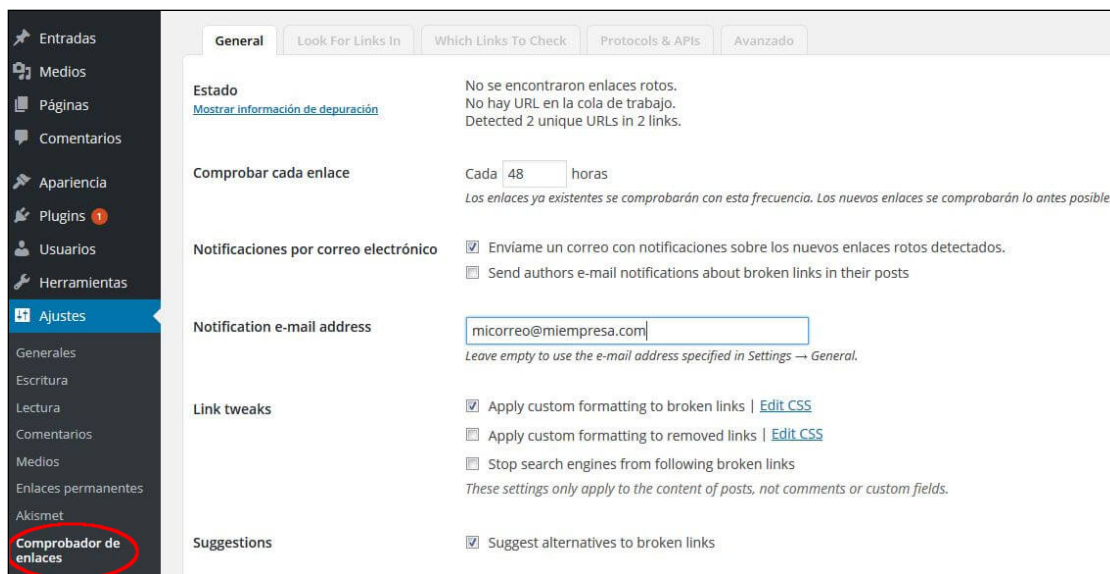 Entradas
Medios
Páginas
Comentarios
Apariencia
Plugins 1
Usuarios
Herramientas
Ajustes
Generales
Escritura
Lectura
Comentarios
Medios
Enlaces permanentes
Akismet
Comprobador de
enlaces
General Look For Links In Which Links To Check Protocols & APIs Avanzado
Estado
Mostrar información de depuración
No se encontraron enlaces rotos.
No hay URL en la cola de trabajo.
Detected 2 unique URLs in 2 links.
Comprobar cada enlace
Cada 48 horas
Los enlaces ya existentes se comprobarán con esta frecuencia. Los nuevos enlaces se comprobarán lo antes posible
Notificaciones por correo electrónico
Envíame un correo con notificaciones sobre los nuevos enlaces rotos detectados.
Send authors e-mail notifications about broken links in their posts
Notification e-mail address
micorreo@miempresa.com
Leave empty to use the e-mail address specified in Settings → General.
Link tweaks
Apply custom formatting to broken links | Edit CSS
Apply custom formatting to removed links | Edit CSS
Stop search engines from following broken links
These settings only apply to the content of posts, not comments or custom fields.
Suggestions
Suggest alternatives to broken links